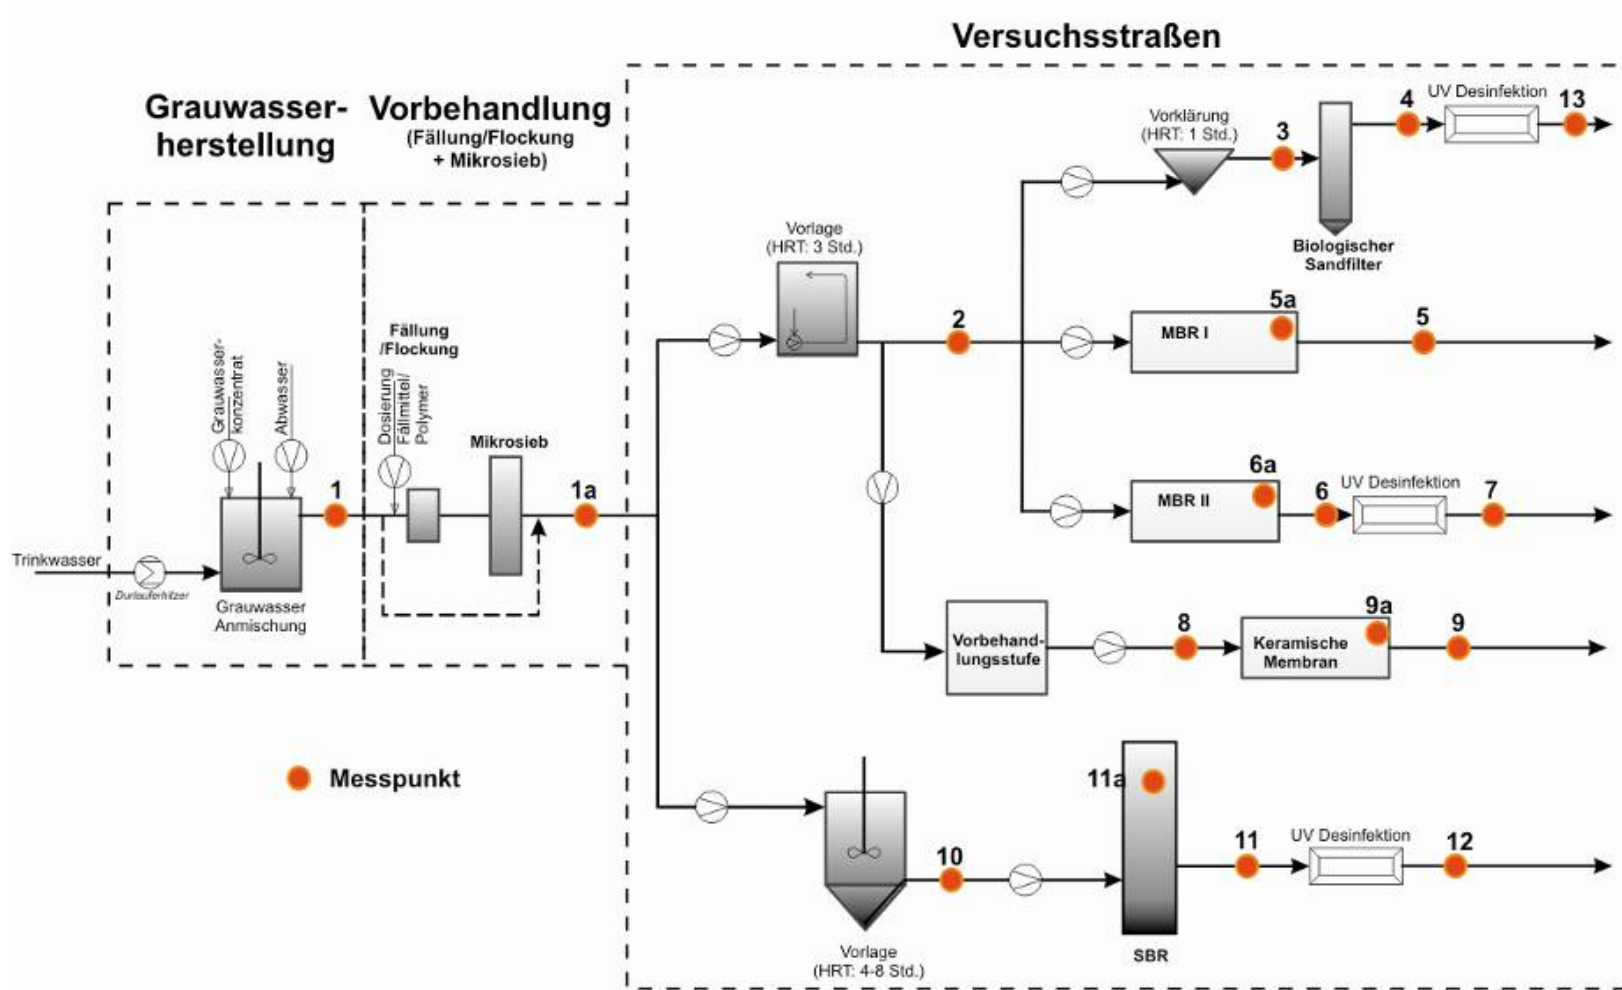 Versuchsstraßen
Grauwasser-
herstellung
Vorbehandlung
(Fällung/Flockung
+ Mikrosieb)
Trinkwasser
Durlauferhitzer
Grauwasser-
konzentrat
Abwasser
Grauwasser
Anmischung
1
Fällung
/Flockung
Dosierung
Fällmittel/
Polymer
Mikrosieb
1a
Vorlage
(HRT: 3 Std.)
2
Vorklärung
(HRT: 1 Std.)
3
Biologischer
Sandfilter
4
UV Desinfektion
13
MBR I
5a
5
MBR II
6a
6
UV Desinfektion
7
Vorbehand-
lungsstufe
8
Keramische
Membran
9a
9
Vorlage
(HRT: 4-8 Std.)
10
11a
SBR
11
UV Desinfektion
12
Messpunkt